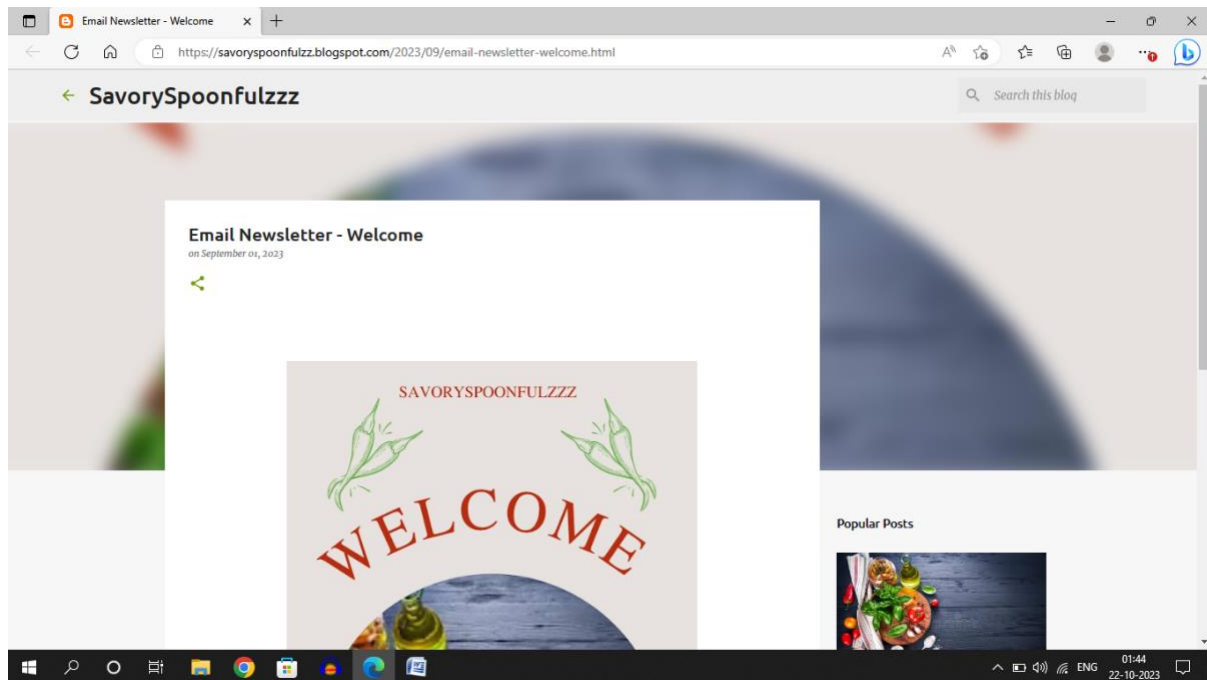 Email Newsletter - Welcome
https://savoryspoonfulzz.blogspot.com/2023/09/email-newsletter-welcome.html
SavorySpoonfulzzz
Search this blog
Email Newsletter - Welcome
on September 01, 2023
SAVORYSPOONFULZZZ
WELCOME
Popular Posts
ENG
01:44
22-10-2023